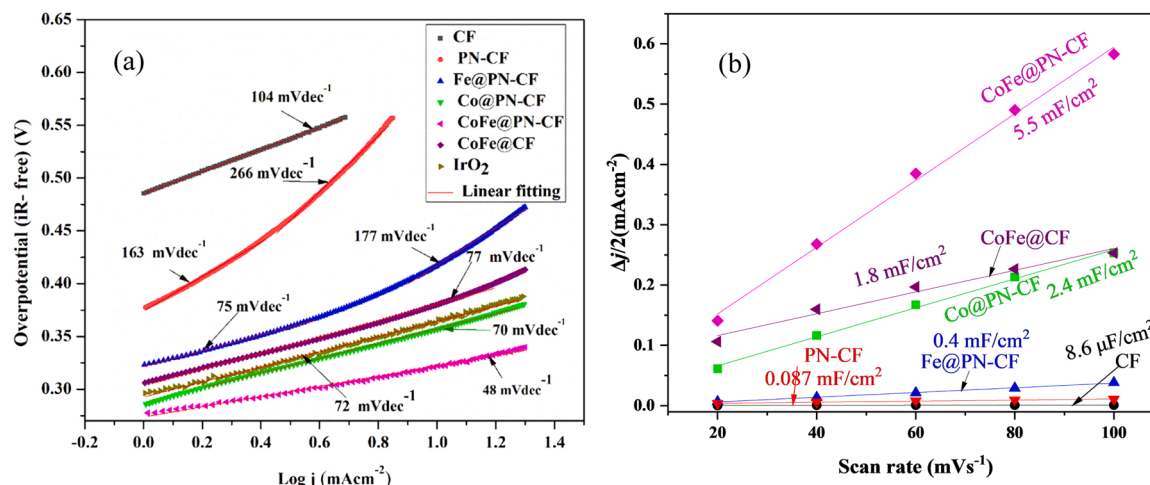 (a)
0.65
0.60
0.55
0.50
0.45
0.40
0.35
0.30
Overpotential (iR- free) (V)
0.0
0.2
0.4
0.6
0.8
1.0
1.2
1.4
Log j (mAcm⁻²)
CF
PN-CF
Fe@PN-CF
Co@PN-CF
CoFe@PN-CF
CoFe@CF
IrO₂
Linear fitting
104 mVdec⁻¹
266 mVdec⁻¹
163 mVdec⁻¹
177 mVdec⁻¹
77 mVdec⁻¹
75 mVdec⁻¹
70 mVdec⁻¹
72 mVdec⁻¹
48 mVdec⁻¹
(b)
0.6
0.5
0.4
0.3
0.2
0.1
0.0
Δj/2(mAcm⁻²)
20
40
60
80
100
Scan rate (mVs⁻¹)
CoFe@PN-CF
5.5 mF/cm²
1.8 mF/cm²
CoFe@CF
Co@PN-CF
2.4 mF/cm²
PN-CF
0.087 mF/cm²
0.4 mF/cm²
Fe@PN-CF
8.6 μF/cm²
CF